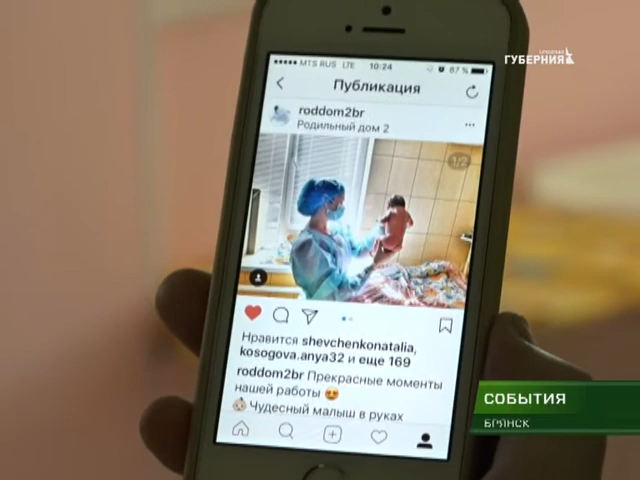 MTS RUS LTE 10:24 87 %
ГУБЕРНИЯ
Публикация
roddom2br
Родильный дом 2
1/2
Нравится shevchenkonatalia,
kosogova.anya32 и еще 169
roddom2br Прекрасные моменты
нашей работы 😍
👶Чудесный малыш в руках
СОБЫТИЯ
БРЯНСК